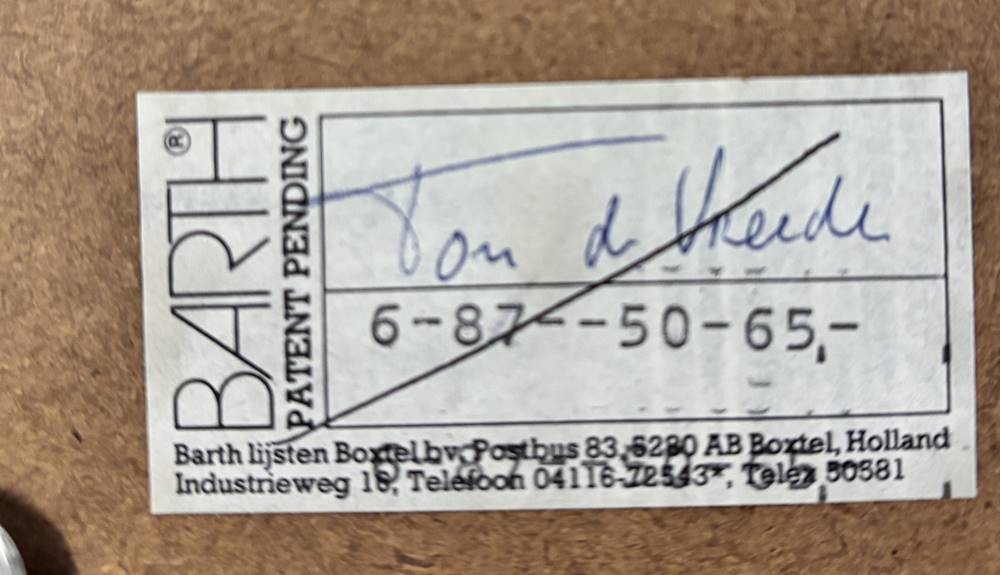 BARTH®
PATENT PENDING
Ton de Vreede
6-87--50-65,-
Barth lijsten Boxtel bv, Postbus 83, 5280 AB Boxtel, Holland
Industrieweg 16, Telefoon 04116-72543*, Telex 50381